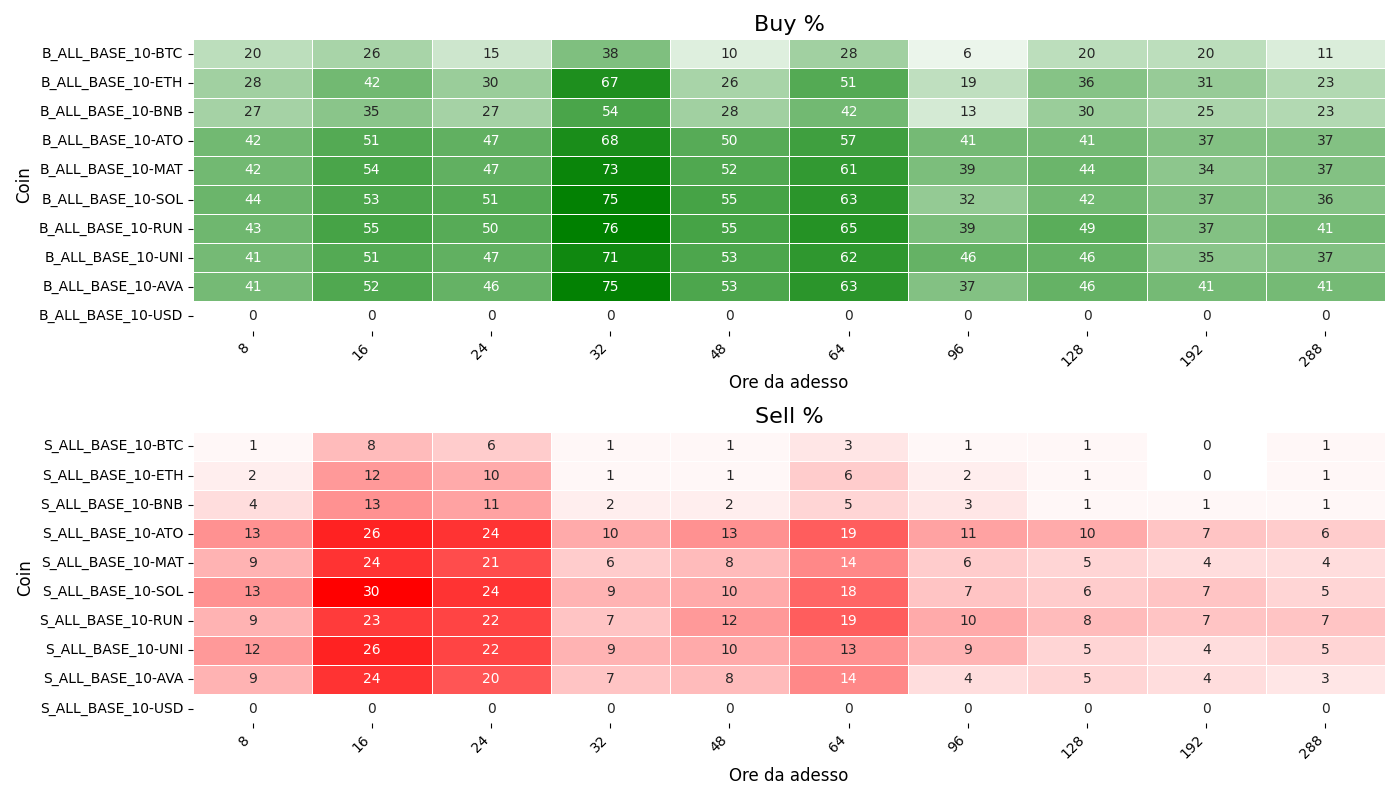 Buy %
Coin
B_ALL_BASE_10-BTC 20 26 15 38 10 28 6 20 20 11
B_ALL_BASE_10-ETH 28 42 30 67 26 51 19 36 31 23
B_ALL_BASE_10-BNB 27 35 27 54 28 42 13 30 25 23
B_ALL_BASE_10-ATO 42 51 47 68 50 57 41 41 37 37
B_ALL_BASE_10-MAT 42 54 47 73 52 61 39 44 34 37
B_ALL_BASE_10-SOL 44 53 51 75 55 63 32 42 37 36
B_ALL_BASE_10-RUN 43 55 50 76 55 65 39 49 37 41
B_ALL_BASE_10-UNI 41 51 47 71 53 62 46 46 35 37
B_ALL_BASE_10-AVA 41 52 46 75 53 63 37 46 41 41
B_ALL_BASE_10-USD 0 0 0 0 0 0 0 0 0 0
8 16 24 32 48 64 96 128 192 288
Ore da adesso
Sell %
Coin
S_ALL_BASE_10-BTC 1 8 6 1 1 3 1 1 0 1
S_ALL_BASE_10-ETH 2 12 10 1 1 6 2 1 0 1
S_ALL_BASE_10-BNB 4 13 11 2 2 5 3 1 1 1
S_ALL_BASE_10-ATO 13 26 24 10 13 19 11 10 7 6
S_ALL_BASE_10-MAT 9 24 21 6 8 14 6 5 4 4
S_ALL_BASE_10-SOL 13 30 24 9 10 18 7 6 7 5
S_ALL_BASE_10-RUN 9 23 22 7 12 19 10 8 7 7
S_ALL_BASE_10-UNI 12 26 22 9 10 13 9 5 4 5
S_ALL_BASE_10-AVA 9 24 20 7 8 14 4 5 4 3
S_ALL_BASE_10-USD 0 0 0 0 0 0 0 0 0 0
8 16 24 32 48 64 96 128 192 288
Ore da adesso